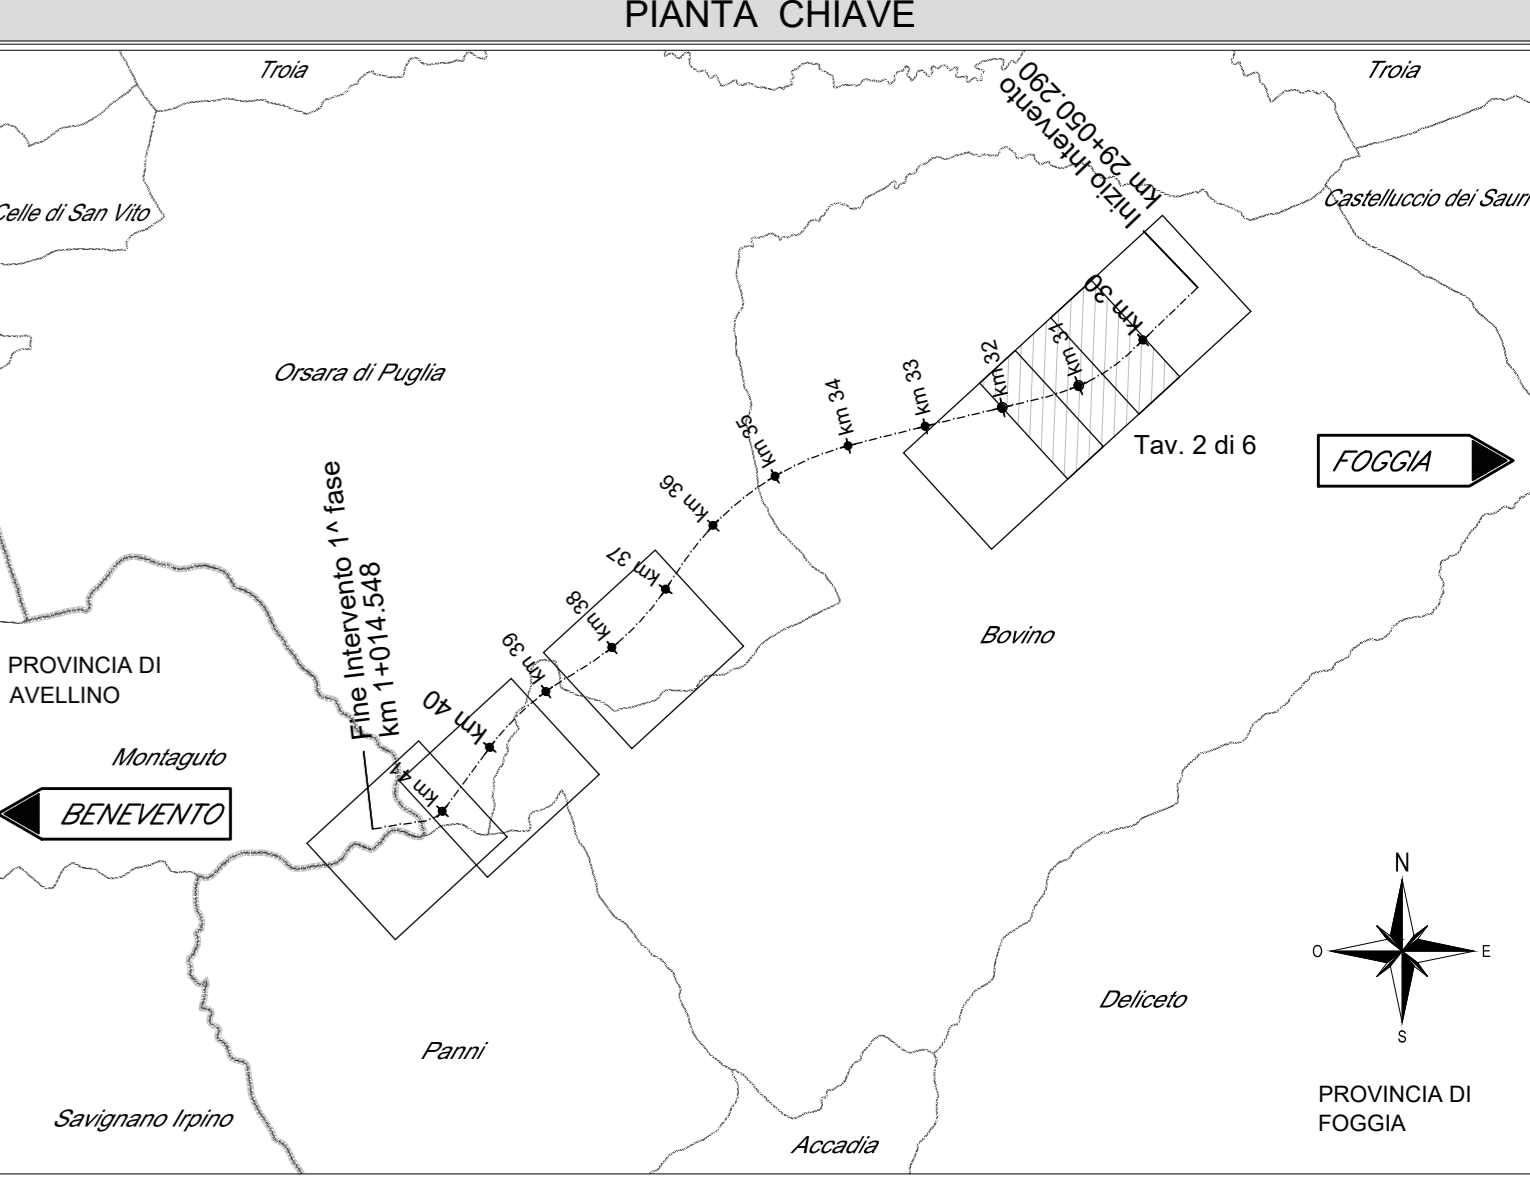 PIANTA CHIAVE
Troia
Troia
Inizio Intervento
km 29+050.290
Celle di San Vito
Castelluccio dei Sauri
km 30
km 31
km 32
km 33
km 34
km 35
km 36
km 37
km 38
km 39
km 40
km 41
Orsara di Puglia
Tav. 2 di 6
FOGGIA
Fine Intervento 1^ fase
km 1+014.548
Bovino
PROVINCIA DI
AVELLINO
Montaguto
BENEVENTO
N
O
E
S
Deliceto
Panni
Savignano Irpino
Accadia
PROVINCIA DI
FOGGIA